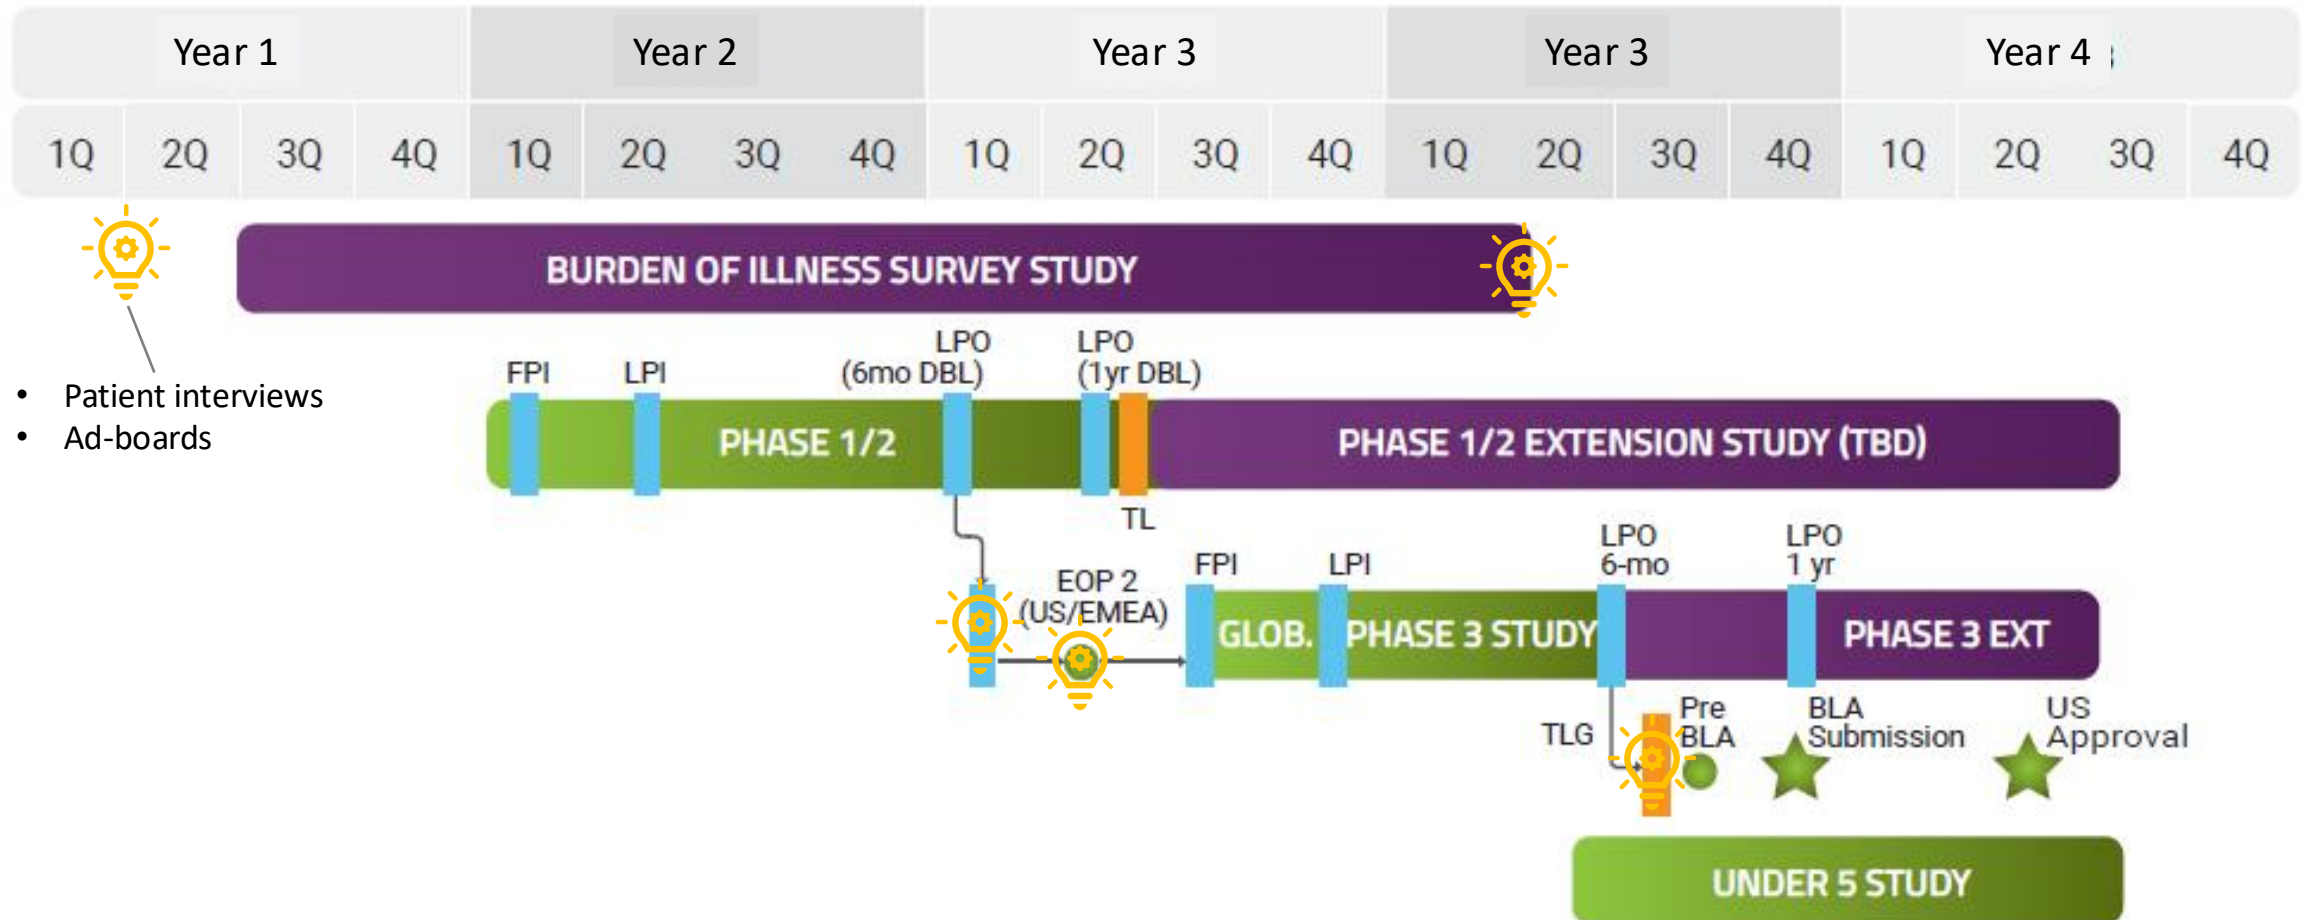 Year 1 Year 2 Year 3 Year 3 Year 4
1Q 2Q 3Q 4Q 1Q 2Q 3Q 4Q 1Q 2Q 3Q 4Q 1Q 2Q 3Q 4Q 1Q 2Q 3Q 4Q
BURDEN OF ILLNESS SURVEY STUDY
• Patient interviews
• Ad-boards
FPI
LPI
LPO
(6mo DBL)
LPO
(1yr DBL)
PHASE 1/2
PHASE 1/2 EXTENSION STUDY (TBD)
TL
EOP 2
(US/EMEA)
FPI
LPI
LPO
6-mo
LPO
1 yr
GLOB. PHASE 3 STUDY
PHASE 3 EXT
TLG
Pre
BLA
BLA
Submission
US
Approval
UNDER 5 STUDY